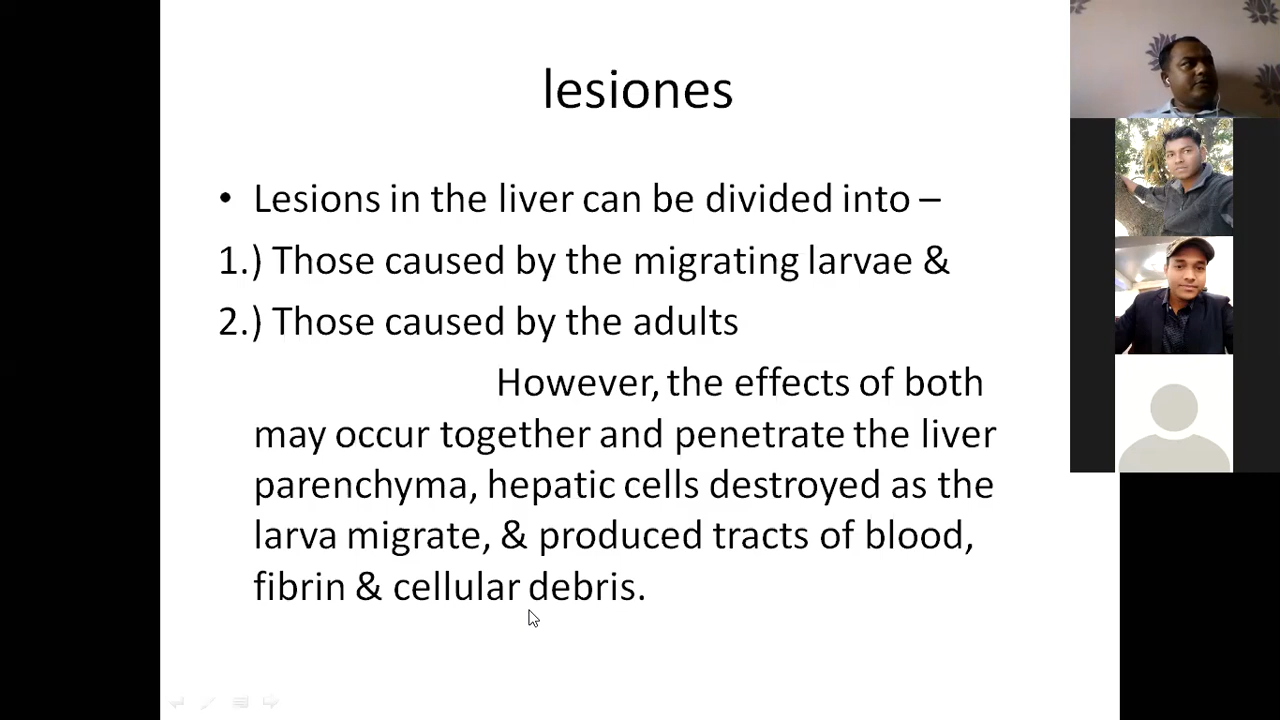 lesiones
• Lesions in the liver can be divided into –
1.) Those caused by the migrating larvae &
2.) Those caused by the adults
However, the effects of both
may occur together and penetrate the liver
parenchyma, hepatic cells destroyed as the
larva migrate, & produced tracts of blood,
fibrin & cellular debris.